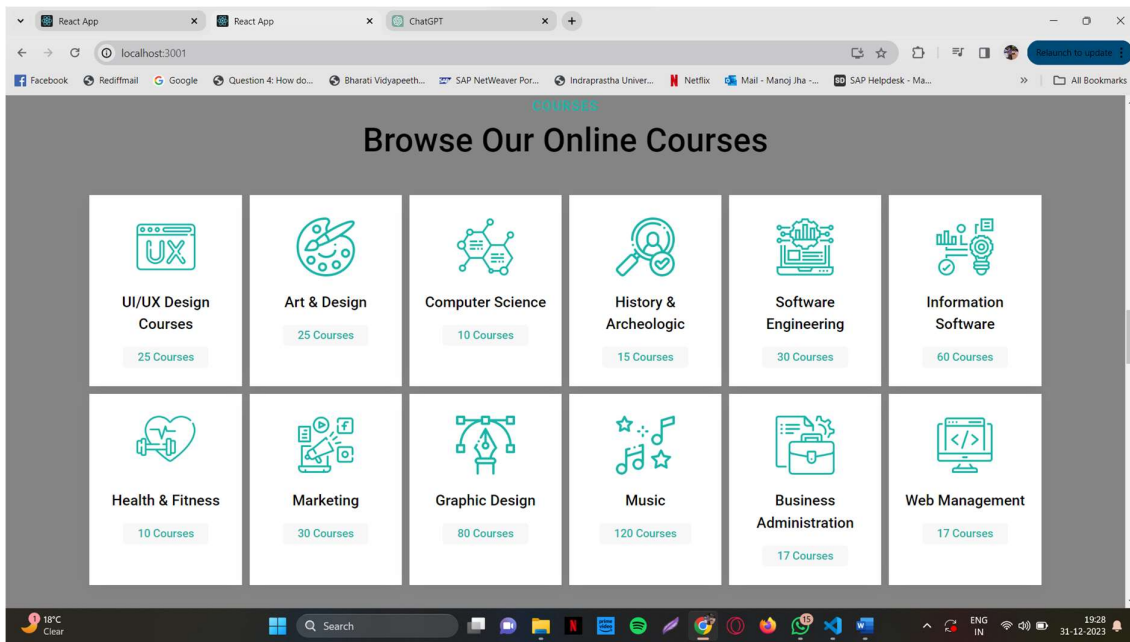 React App
React App
ChatGPT
localhost:3001
Relaunch to update
Facebook Rediffmail Google Question 4: How do... Bharati Vidyapeeth... SAP NetWeaver Por... Indraprastha Univer... Netflix Mail - Manoj Jha -... SD SAP Helpdesk - Ma... » All Bookmarks
COURSES
Browse Our Online Courses
UX
UI/UX Design
Courses
25 Courses
Art & Design
25 Courses
Computer Science
10 Courses
History &
Archeologic
15 Courses
Software
Engineering
30 Courses
Information
Software
60 Courses
Health & Fitness
10 Courses
Marketing
30 Courses
Graphic Design
80 Courses
Music
120 Courses
Business
Administration
17 Courses
</>
Web Management
17 Courses
1
18°C
Clear
Search
15
ENG
IN
19:28
31-12-2023